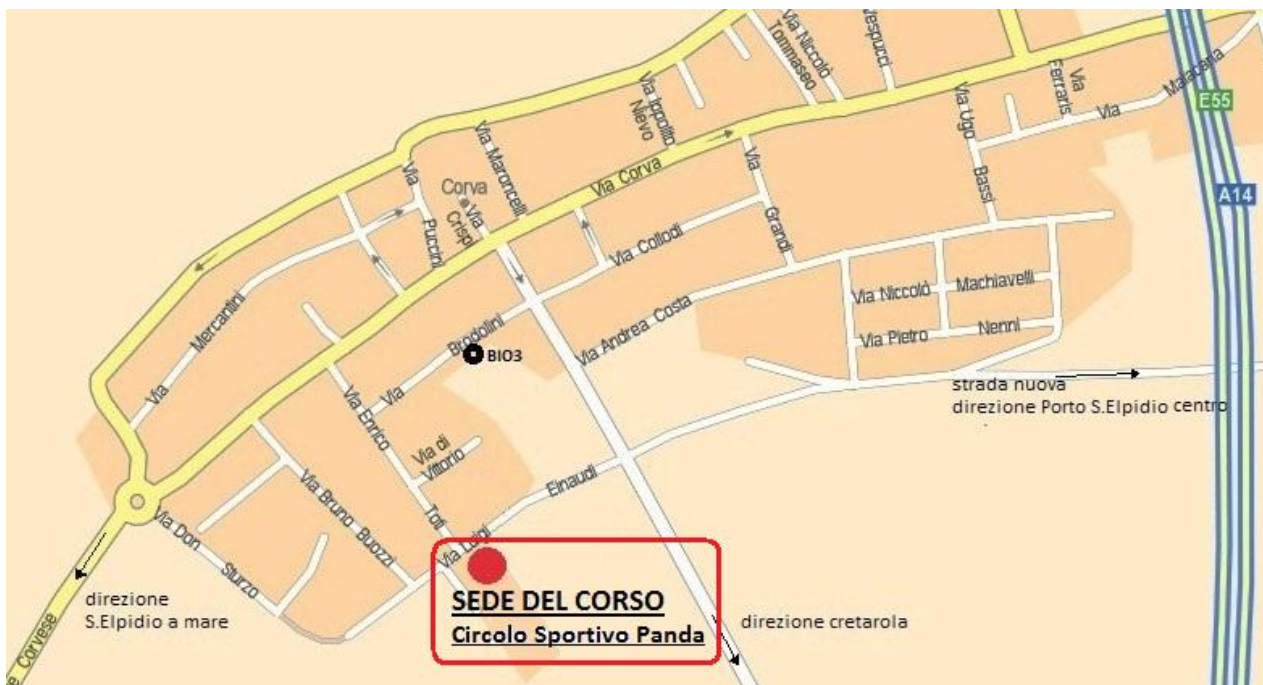 Via Niccolò
Tommaseo
Vespucci
Via
Ferraris
Via Malacana
E55
Via Ippolito
Nievo
Via Ugo
Bassi
A14
Via Maroncelli
Via Corva
Corva
Via
Crispi
Via
Puccini
Via
Grandi
Via Collodi
Via Mercantini
Via Niccolò Machiavelli
Via Andrea Costa
Via Pietro Nenni
Via Brodolini
BIO3
strada nuova
direzione Porto S.Elpidio centro
Via Enrico Toti
Via di
Vittorio
Via Luigi Einaudi
Via Bruno Buozzi
Via Don Sturzo
SEDE DEL CORSO
Circolo Sportivo Panda
direzione
S.Elpidio a mare
direzione cretarola
e Corvese